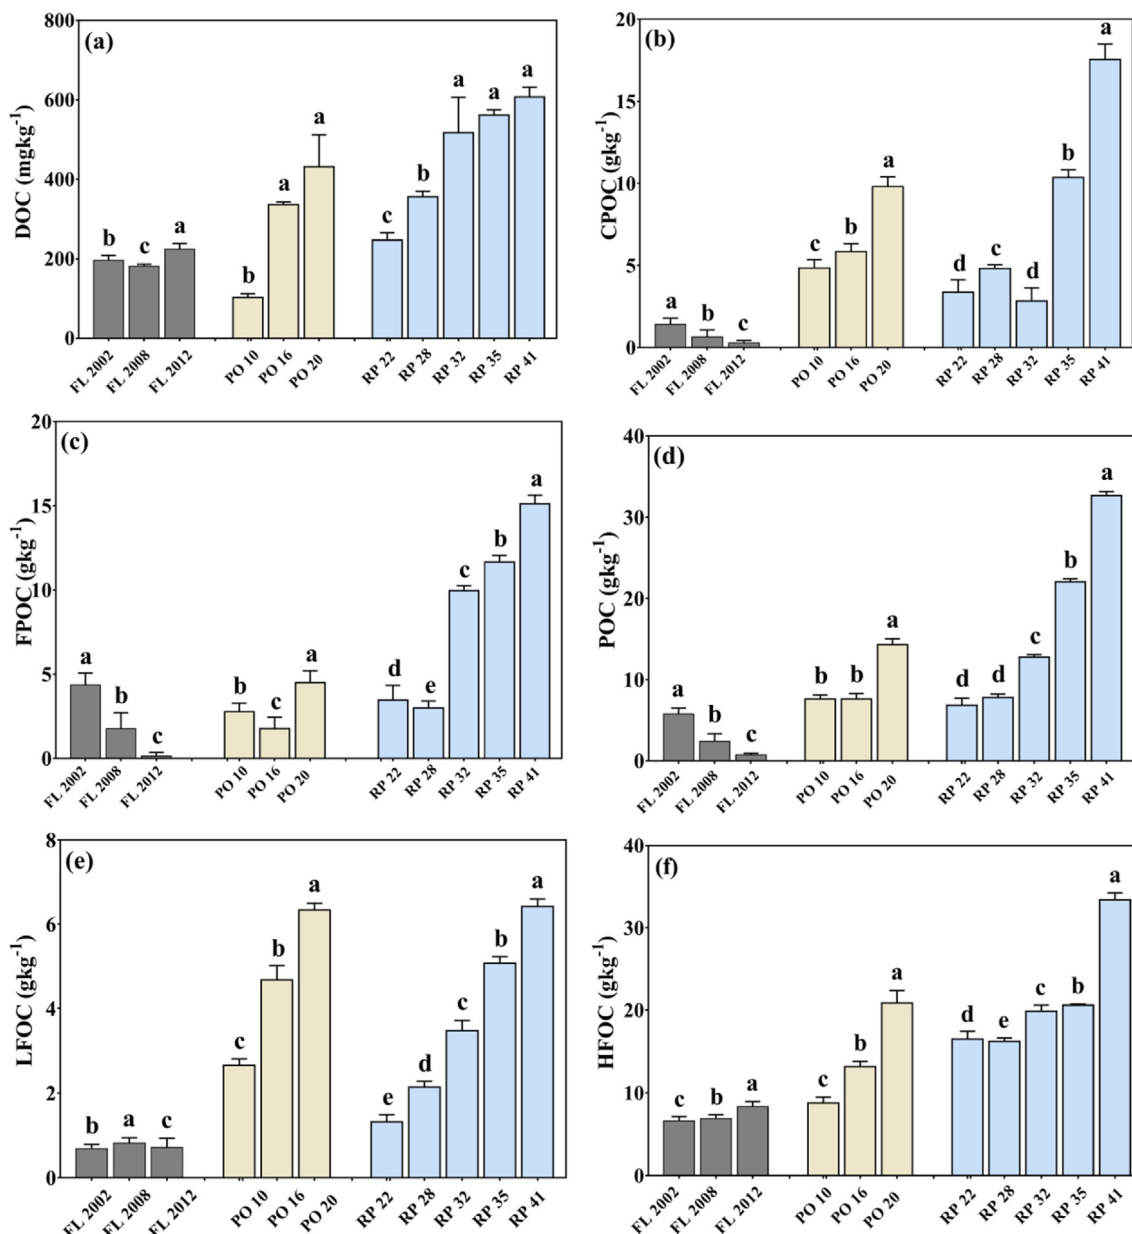 (a)
DOC (mgkg⁻¹)
800
600
400
200
0
b c a
b a a
c b a a a
FL 2002 FL 2008 FL 2012 PO 10 PO 16 PO 20 RP 22 RP 28 RP 32 RP 35 RP 41
(b)
CPOC (gkg⁻¹)
20
15
10
5
0
a b c
c b a
d c d b a
FL 2002 FL 2008 FL 2012 PO 10 PO 16 PO 20 RP 22 RP 28 RP 32 RP 35 RP 41
(c)
FPOC (gkg⁻¹)
20
15
10
5
0
a b c
b c a
d e c b a
FL 2002 FL 2008 FL 2012 PO 10 PO 16 PO 20 RP 22 RP 28 RP 32 RP 35 RP 41
(d)
POC (gkg⁻¹)
40
30
20
10
0
a b c
b b a
d d c b a
FL 2002 FL 2008 FL 2012 PO 10 PO 16 PO 20 RP 22 RP 28 RP 32 RP 35 RP 41
(e)
LFOC (gkg⁻¹)
8
6
4
2
0
b a c
c b a
e d c b a
FL 2002 FL 2008 FL 2012 PO 10 PO 16 PO 20 RP 22 RP 28 RP 32 RP 35 RP 41
(f)
HFOC (gkg⁻¹)
40
30
20
10
0
c b a
c b a
d e c b a
FL 2002 FL 2008 FL 2012 PO 10 PO 16 PO 20 RP 22 RP 28 RP 32 RP 35 RP 41